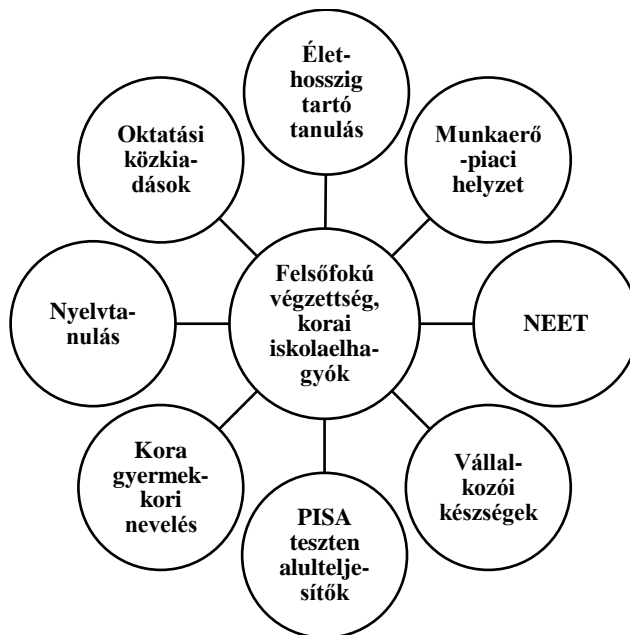 Élet-
hosszig
tartó
tanulás
Munkaerő
-piaci
helyzet
NEET
Vállal-
kozói
készségek
PISA
teszten
alulteljе-
sítők
Kora
gyermek-
kori
nevelés
Nyelvta-
nulás
Oktatási
közkia-
dások
Felsőfokú
végzettség,
korai
iskolaelha-
gyók